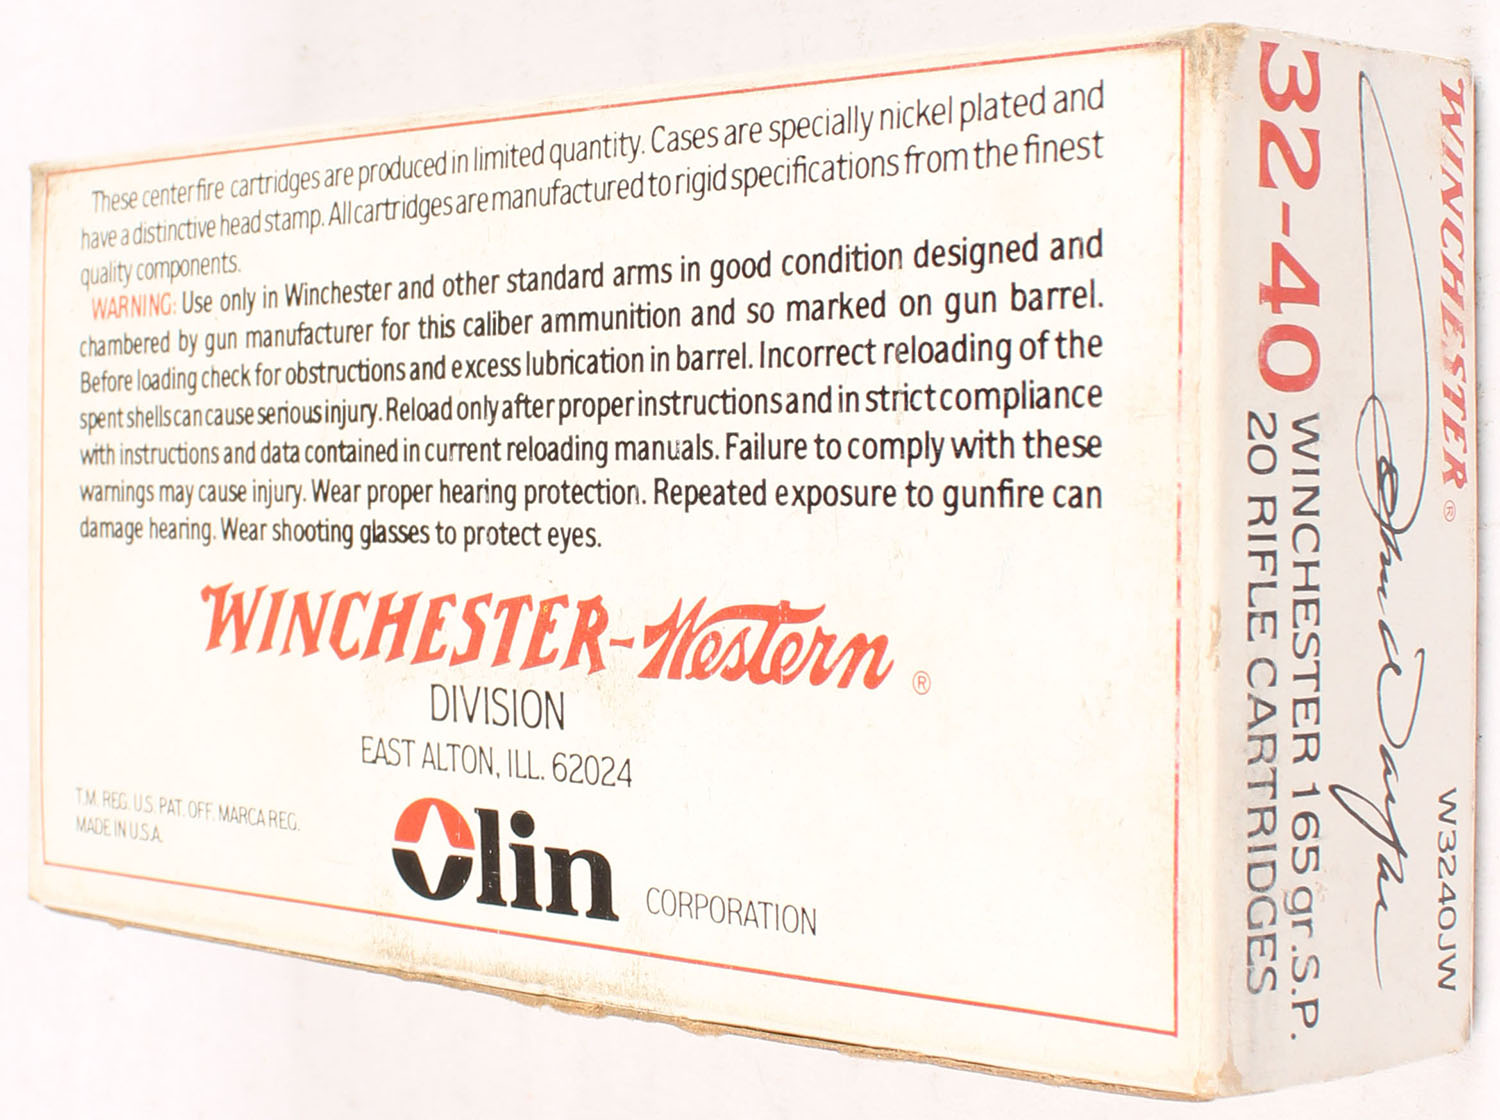 These centerfire cartridges are produced in limited quantity. Cases are specially nickel plated and
have a distinctive head stamp. All cartridges are manufactured to rigid specifications from the finest
quality components.
WARNING: Use only in Winchester and other standard arms in good condition designed and
chambered by gun manufacturer for this caliber ammunition and so marked on gun barrel.
Before loading check for obstructions and excess lubrication in barrel. Incorrect reloading of the
spent shells can cause serious injury. Reload only after proper instructions and in strict compliance
with instructions and data contained in current reloading manuals. Failure to comply with these
warnings may cause injury. Wear proper hearing protection. Repeated exposure to gunfire can
damage hearing. Wear shooting glasses to protect eyes.
WINCHESTER-Western ®
DIVISION
EAST ALTON, ILL. 62024
T.M. REG. U.S. PAT. OFF. MARCA REG.
MADE IN U.S.A.
Olin CORPORATION
WINCHESTER ® W3240JW
John Wayne
32-40 WINCHESTER 165 gr. S.P.
20 RIFLE CARTRIDGES